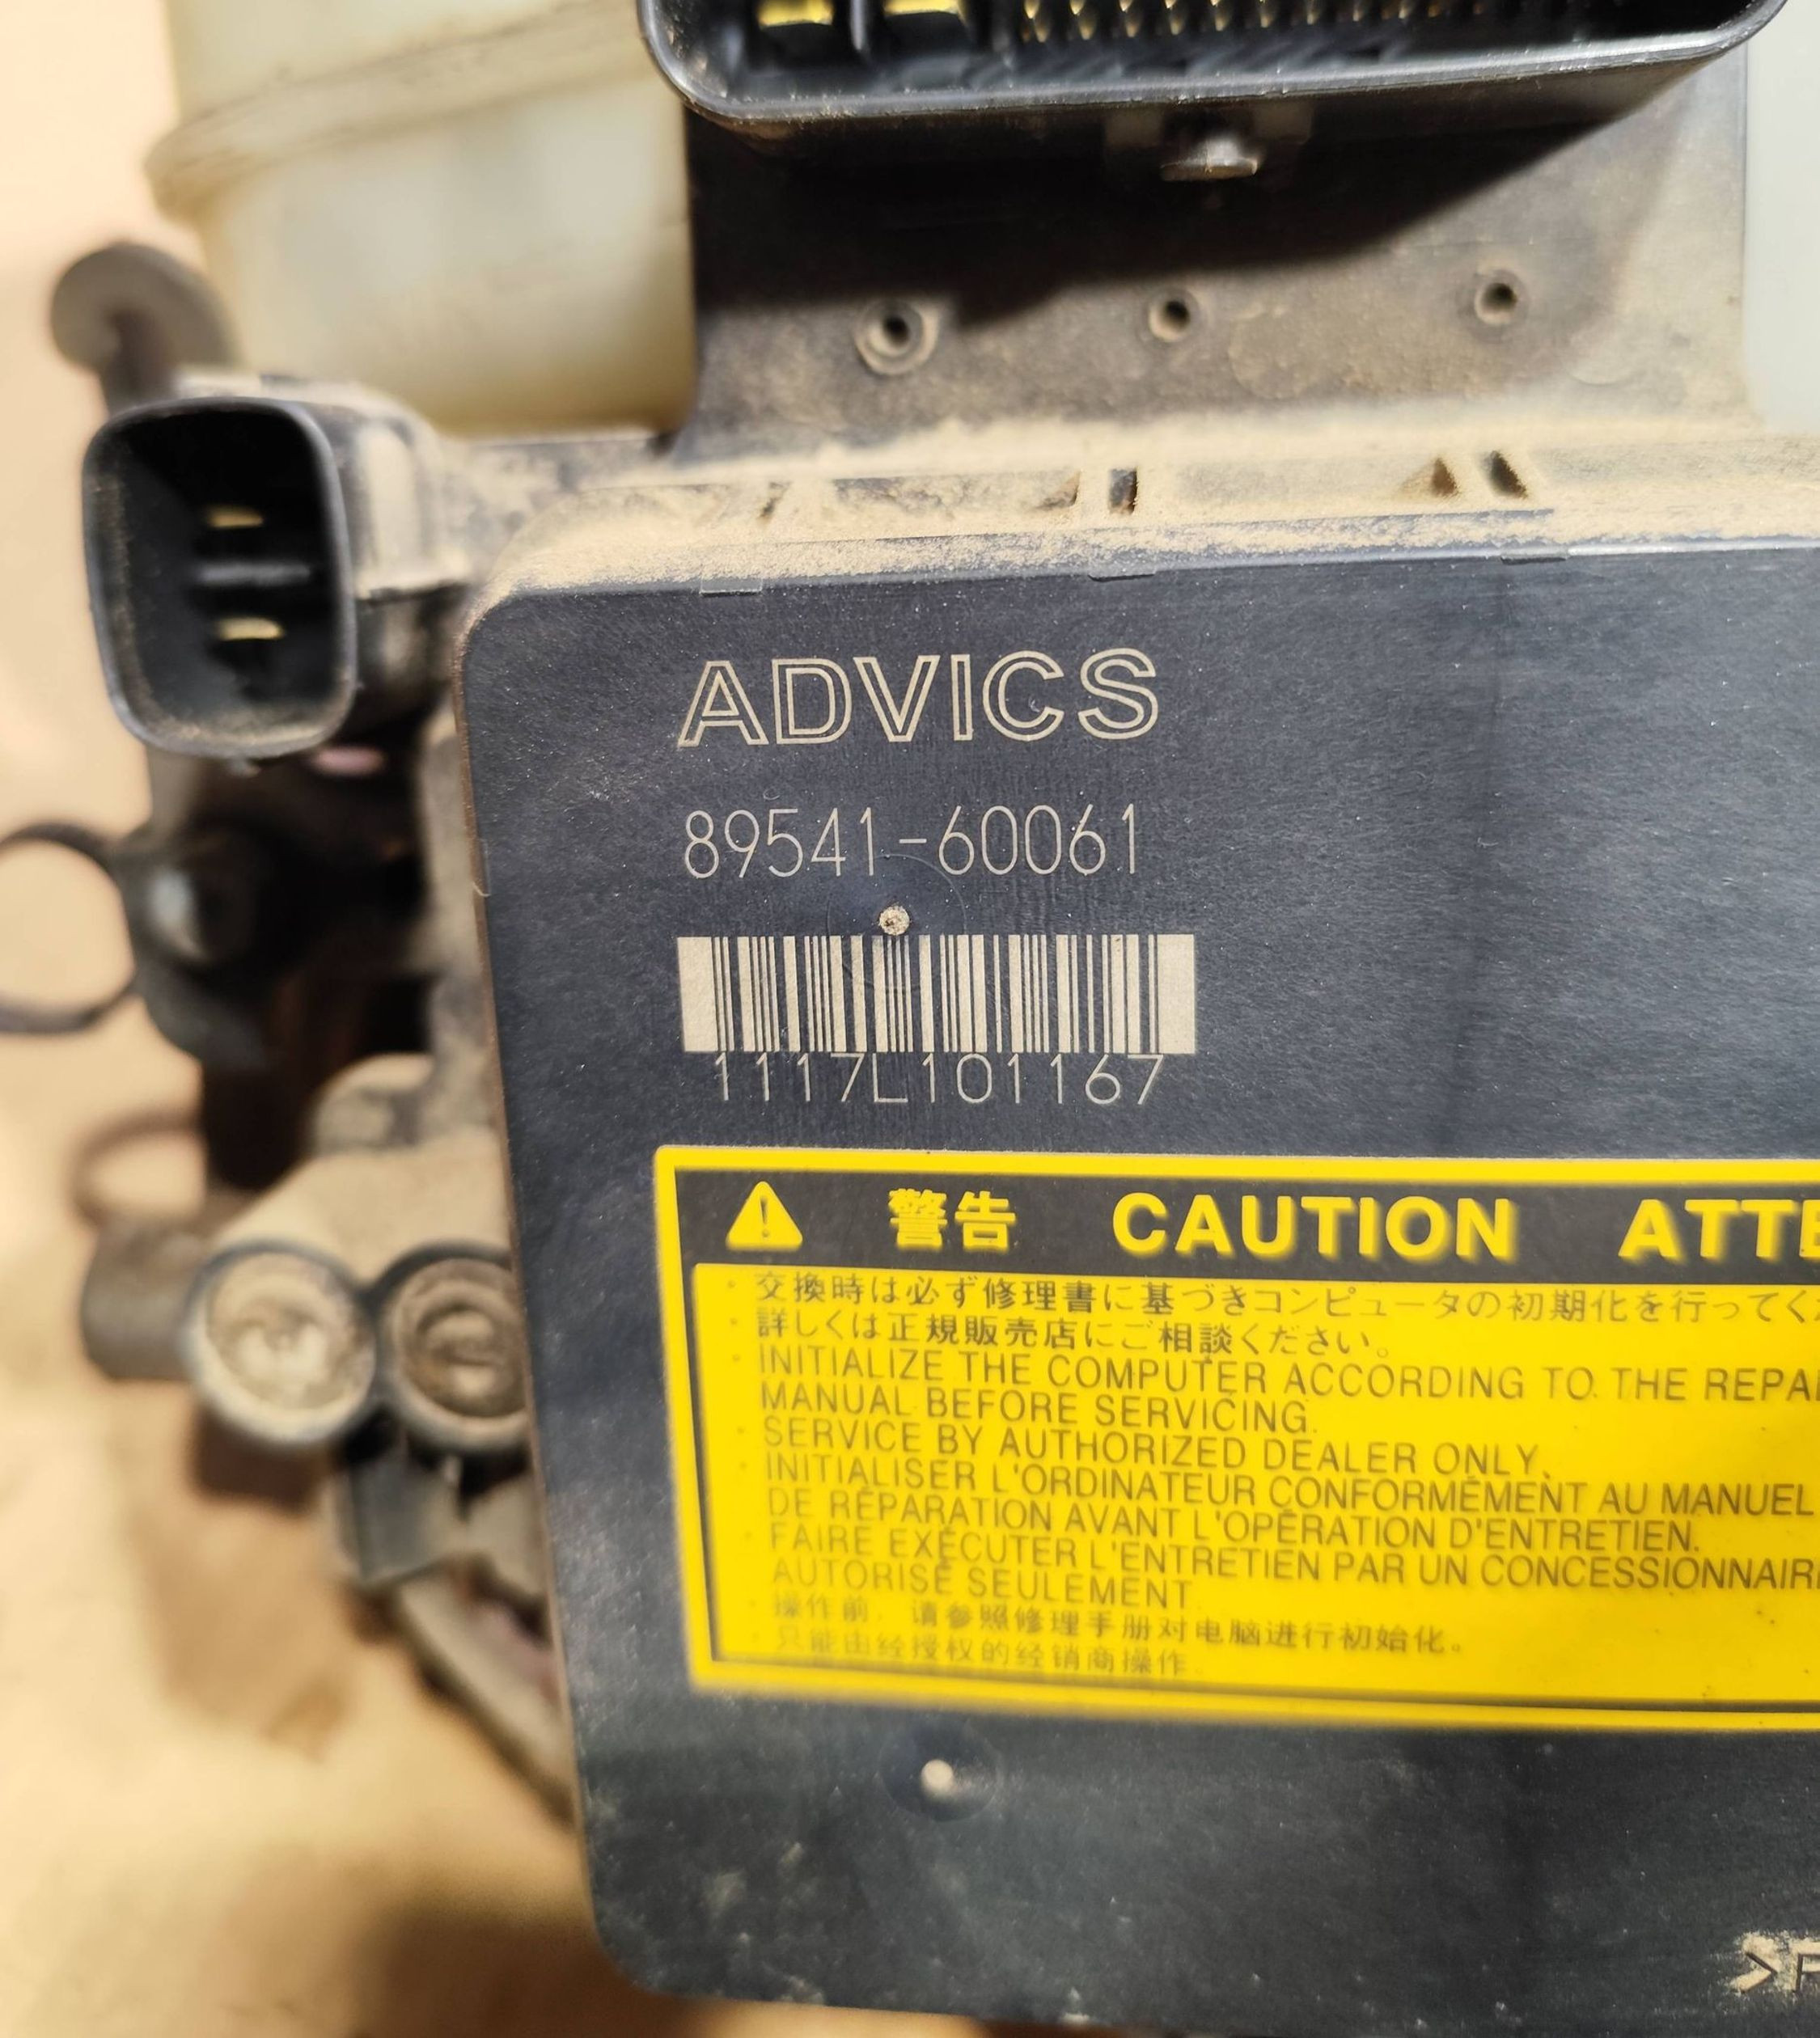 ADVICS
89541-60061
1117L101167
警告 CAUTION ATTE
・交換時は必ず修理書に基づきコンピュータの初期化を行ってく
・詳しくは正規販売店にご相談ください。
・INITIALIZE THE COMPUTER ACCORDING TO THE REPAI
MANUAL BEFORE SERVICING.
・SERVICE BY AUTHORIZED DEALER ONLY.
・INITIALISER L'ORDINATEUR CONFORMÉMENT AU MANUEL
DE RÉPARATION AVANT L'OPÉRATION D'ENTRETIEN.
・FAIRE EXÉCUTER L'ENTRETIEN PAR UN CONCESSIONNAIRE
AUTORISÉ SEULEMENT.
・操作前，请参照修理手册对电脑进行初始化。
・只能由经授权的经销商操作。
>P